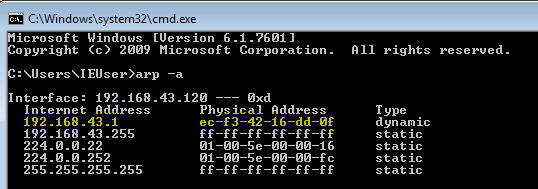 C:\Windows\system32\cmd.exe
Microsoft Windows [Version 6.1.7601]
Copyright (c) 2009 Microsoft Corporation.  All rights reserved.
C:\Users\IEUser>arp -a
Interface: 192.168.43.120 --- 0xd
Internet Address      Physical Address      Type
192.168.43.1          ec-f3-42-16-dd-0f     dynamic
192.168.43.255        ff-ff-ff-ff-ff-ff     static
224.0.0.22            01-00-5e-00-00-16     static
224.0.0.252           01-00-5e-00-00-fc     static
255.255.255.255       ff-ff-ff-ff-ff-ff     static